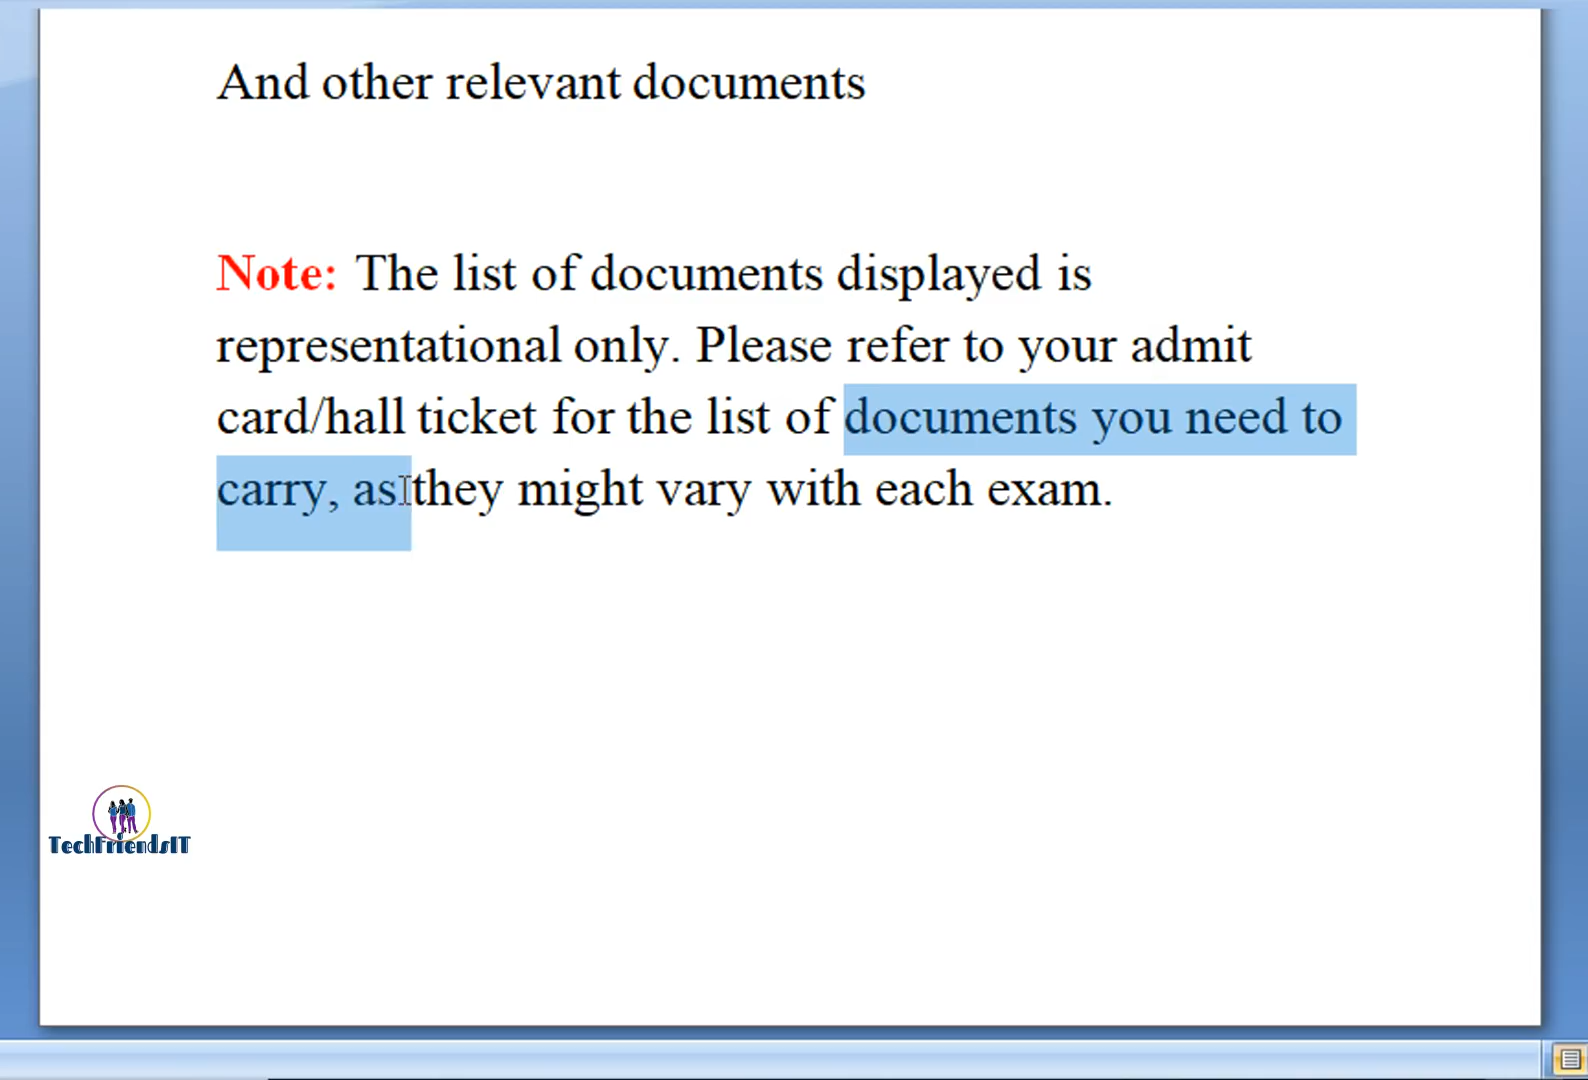 And other relevant documents
Note: The list of documents displayed is
representational only. Please refer to your admit
card/hall ticket for the list of documents you need to
carry, as they might vary with each exam.
TechFriendsIT